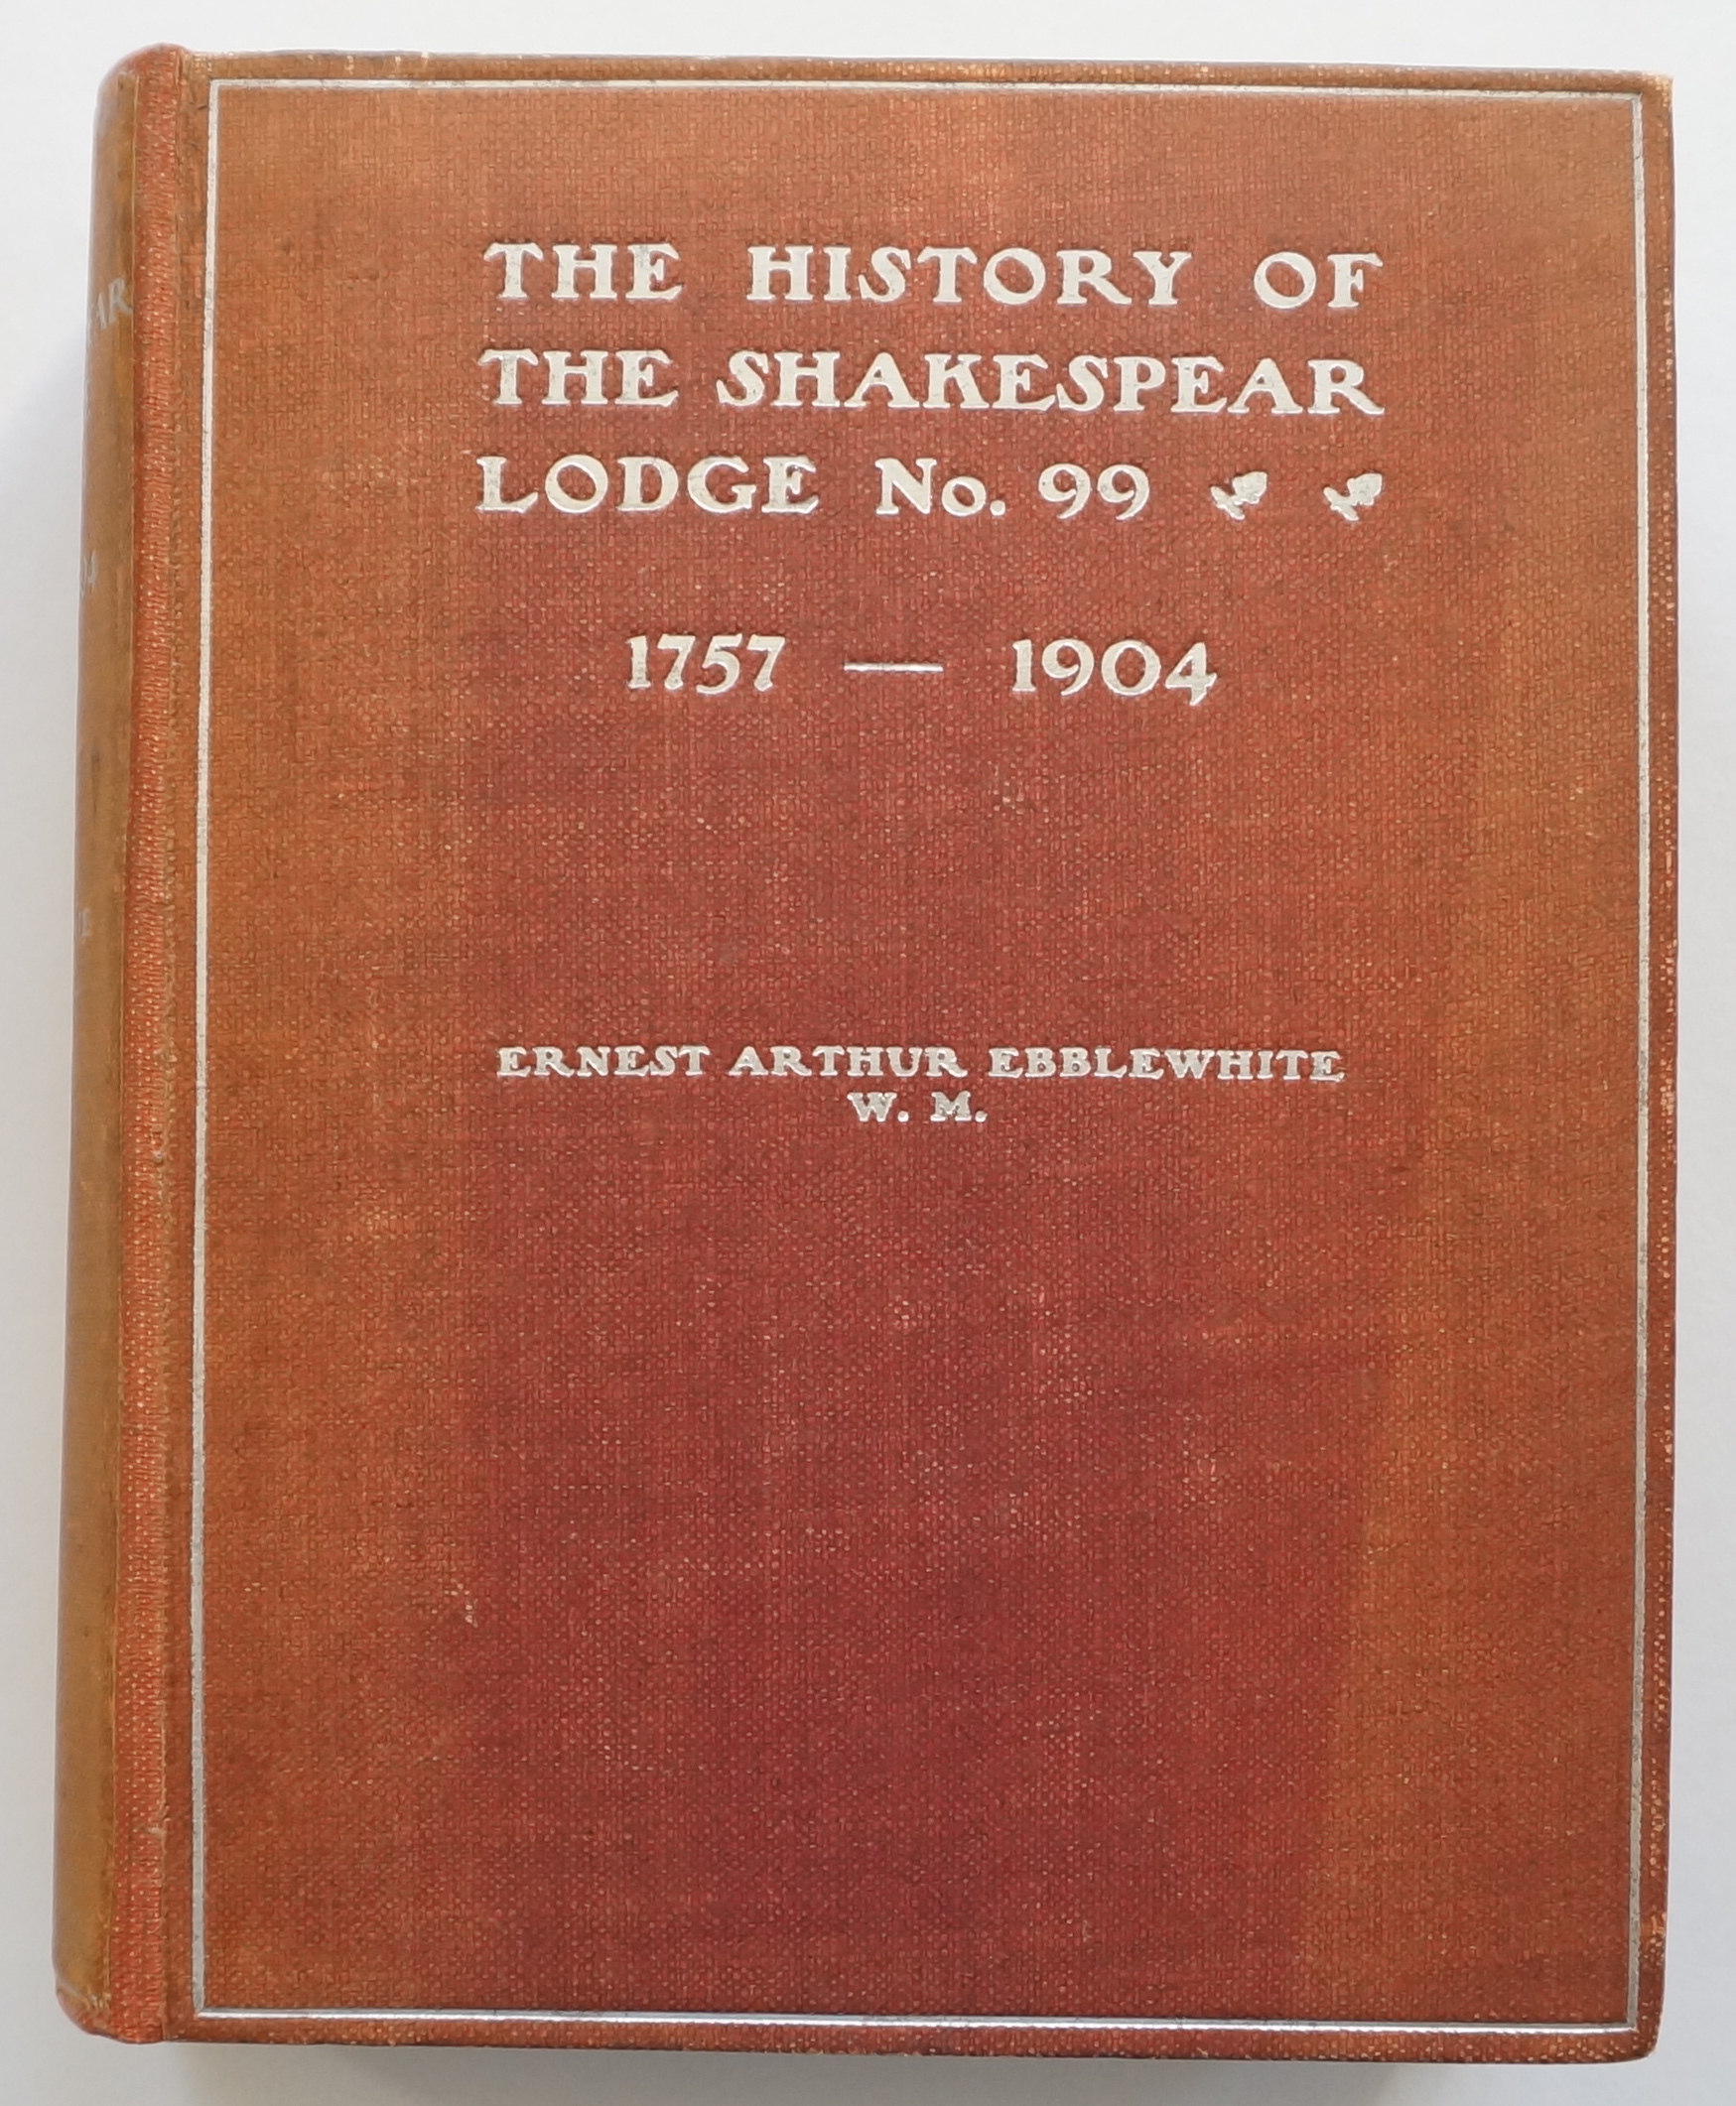 THE HISTORY OF
THE SHAKESPEAR
LODGE No. 99
1757 — 1904
ERNEST ARTHUR EBBLEWHITE
W. M.